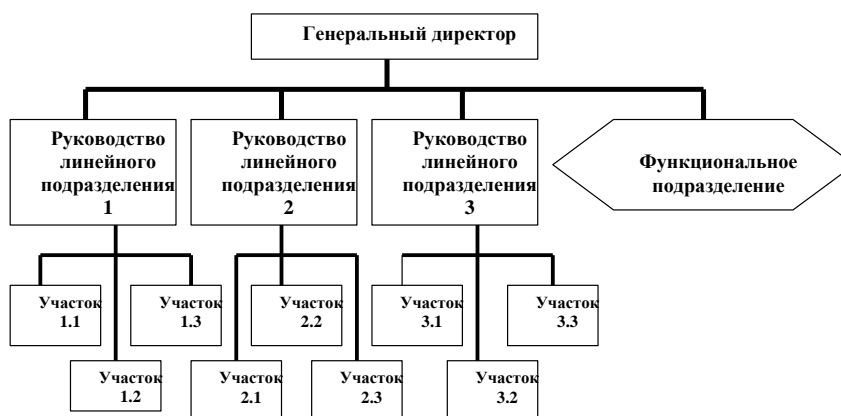 Генеральный директор
Руководство
линейного
подразделения
1
Руководство
линейного
подразделения
2
Руководство
линейного
подразделения
3
Функциональное
подразделение
Участок
1.1
Участок
1.3
Участок
2.2
Участок
3.1
Участок
3.3
Участок
1.2
Участок
2.1
Участок
2.3
Участок
3.2